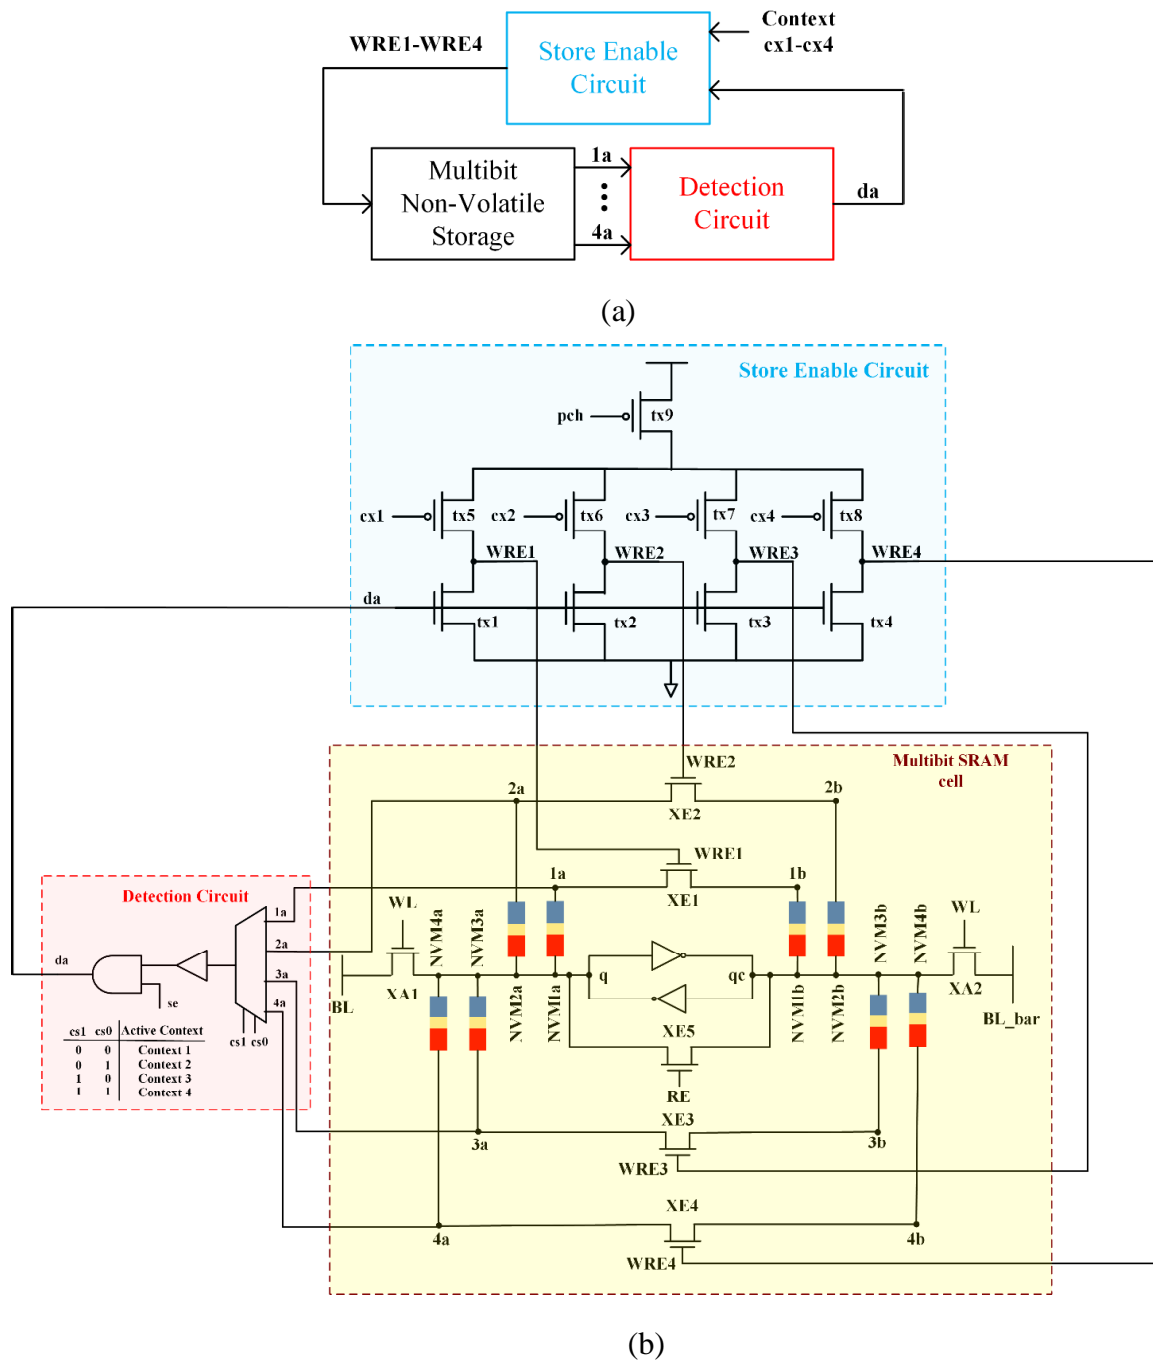 Context
cx1-cx4
WRE1-WRE4
Store Enable
Circuit
1a
4a
Multibit
Non-Volatile
Storage
Detection
Circuit
da
(a)
Store Enable Circuit
pch
tx9
cx1
tx5
cx2
tx6
cx3
tx7
cx4
tx8
WRE1
WRE2
WRE3
WRE4
da
tx1
tx2
tx3
tx4
Multibit SRAM
cell
WRE2
2a
2b
XE2
WRE1
1a
1b
XE1
Detection Circuit
1a
2a
3a
4a
da
se
cs1 cs0
cs1 cs0 Active Context
0 0 Context 1
0 1 Context 2
1 0 Context 3
1 1 Context 4
WL
NVM4a
NVM3a
NVM2a
NVM1a
BL
XA1
q
qc
NVM1b
NVM2b
NVM3b
NVM4b
WL
XA2
BL_bar
XE5
RE
XE3
3a
3b
WRE3
XE4
4a
4b
WRE4
(b)